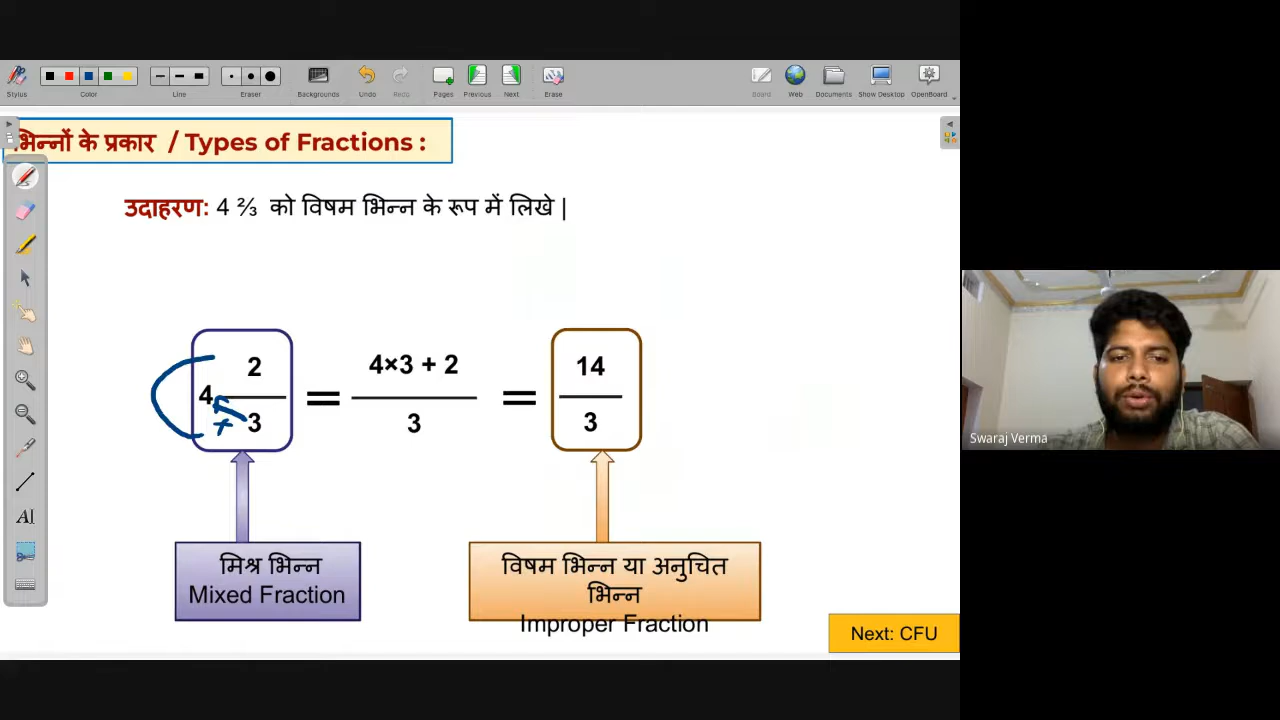 Stylus
Color
Line
Eraser
Backgrounds
Undo
Redo
Pages
Previous
Next
Erase
Board
Web
Documents
Show Desktop
OpenBoard
भिन्नों के प्रकार / Types of Fractions :
उदाहरण: 4 ⅔ को विषम भिन्न के रूप में लिखे |
4 2/3 = 4×3 + 2/3 = 14/3
+
मिश्र भिन्न
Mixed Fraction
विषम भिन्न या अनुचित
भिन्न
Improper Fraction
Next: CFU
Swaraj Verma
AI